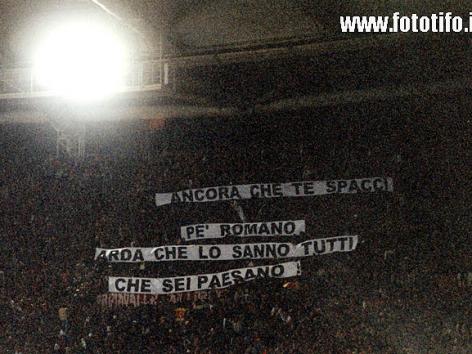 www.fototifo.i
ANCORA CHE TE SPACCI
PE' ROMANO
ARDA CHE LO SANNO TUTTI
CHE SEI PAESANO